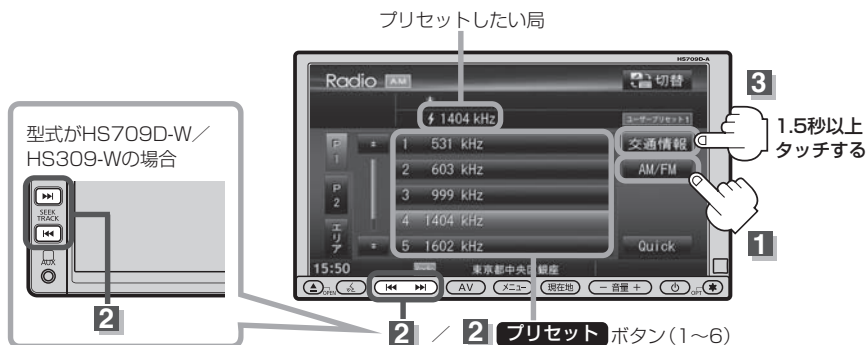 プリセットしたい局
HS709D-A
Radio AM
切替
1404 kHz
ユーザープリセット1
3
1.5秒以上
タッチする
交通情報
AM/FM
1
P1
P2
エリア
1 531 kHz
2 603 kHz
3 999 kHz
4 1404 kHz
5 1602 kHz
Quick
15:50
東京都中央区銀座
OPEN
AV
メニュー
現在地
− 音量 +
OPT
型式がHS709D-W／
HS309-Wの場合
SEEK
TRACK
AUX
2
2 ／ 2 プリセット ボタン(1～6)